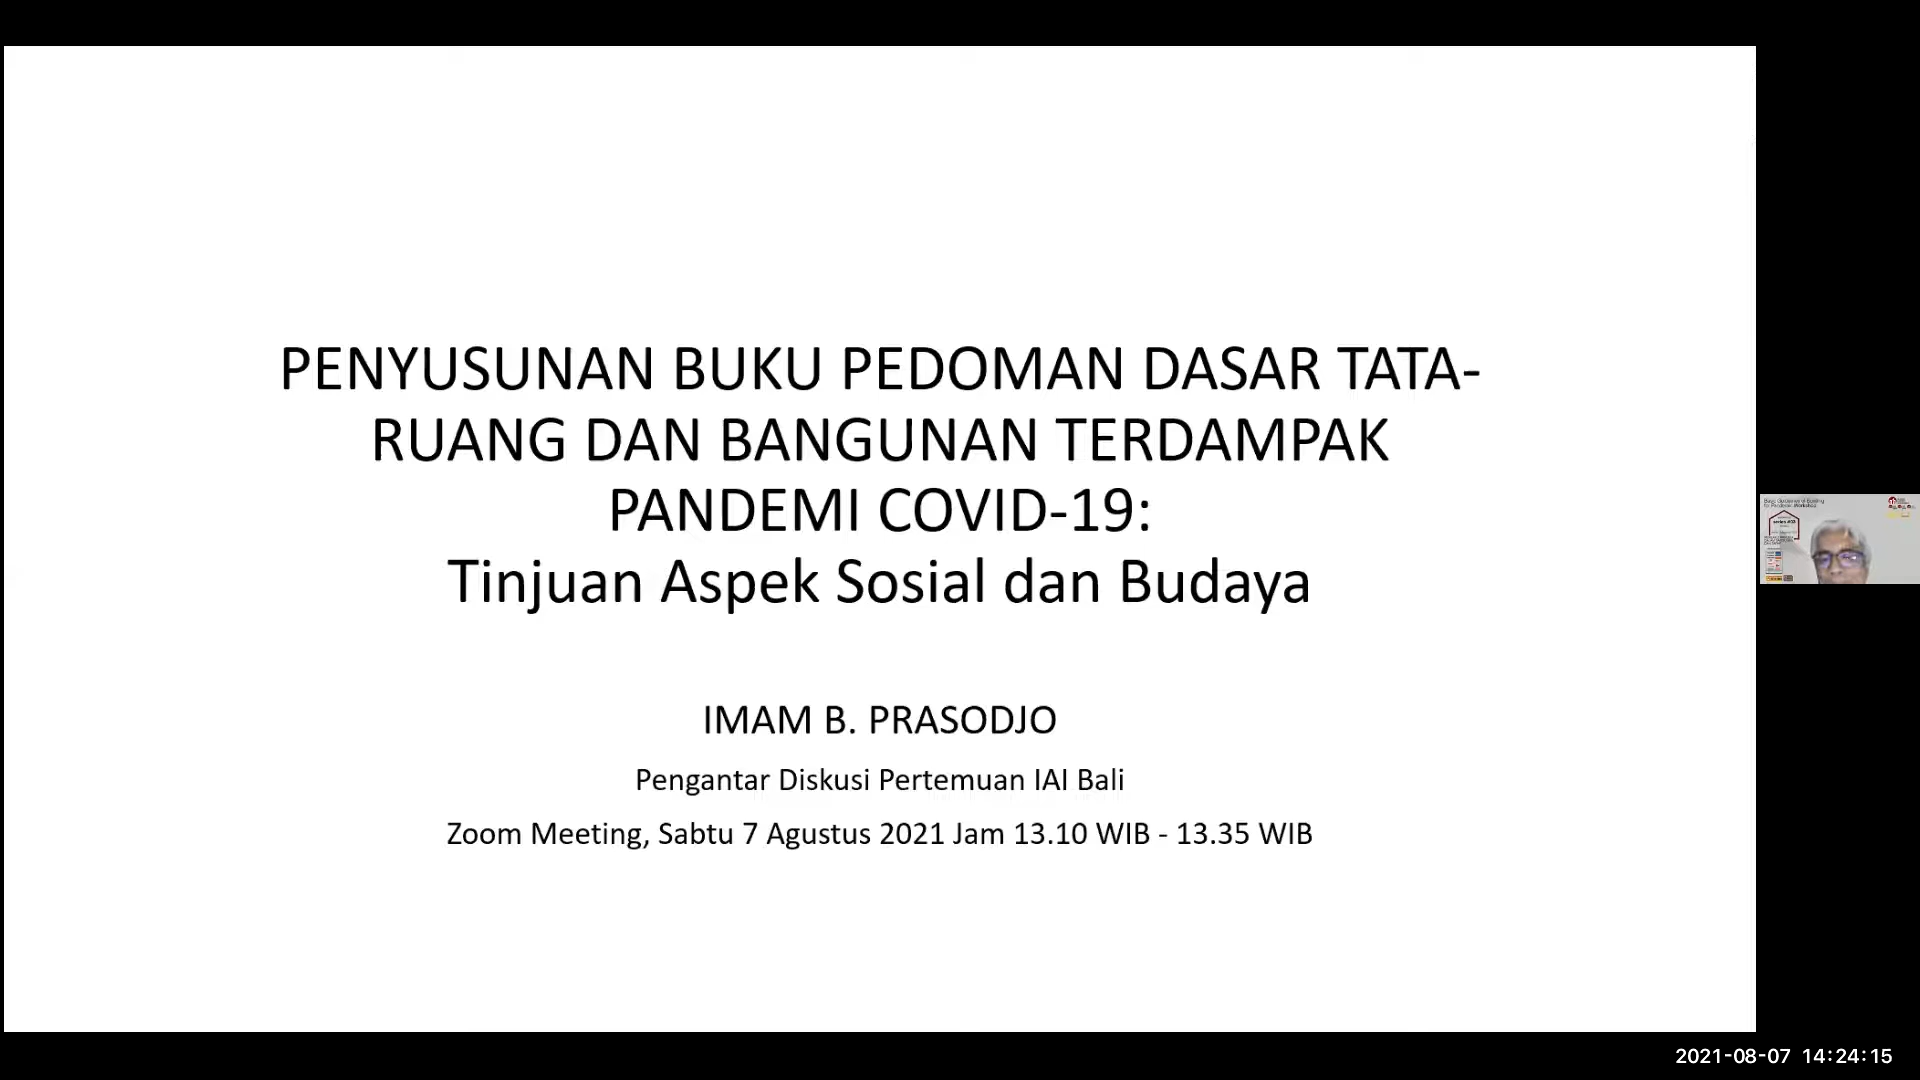 PENYUSUNAN BUKU PEDOMAN DASAR TATA-
RUANG DAN BANGUNAN TERDAMPAK
PANDEMI COVID-19:
Tinjuan Aspek Sosial dan Budaya
IMAM B. PRASODJO
Pengantar Diskusi Pertemuan IAI Bali
Zoom Meeting, Sabtu 7 Agustus 2021 Jam 13.10 WIB - 13.35 WIB
2021-08-07 14:24:15